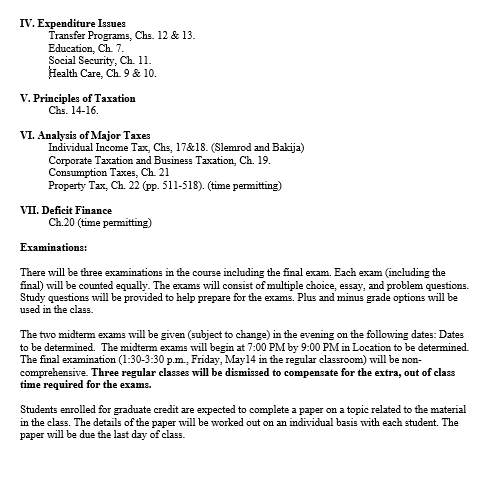 IV. Expenditure Issues
Transfer Programs, Chs. 12 & 13.
Education, Ch. 7.
Social Security, Ch. 11.
Health Care, Ch. 9 & 10.
V. Principles of Taxation
Chs. 14-16.
VI. Analysis of Major Taxes
Individual Income Tax, Chs, 17&18. (Slemrod and Bakija)
Corporate Taxation and Business Taxation, Ch. 19.
Consumption Taxes, Ch. 21
Property Tax, Ch. 22 (pp. 511-518). (time permitting)
VII. Deficit Finance
Ch.20 (time permitting)
Examinations:
There will be three examinations in the course including the final exam. Each exam (including the
final) will be counted equally. The exams will consist of multiple choice, essay, and problem questions.
Study questions will be provided to help prepare for the exams. Plus and minus grade options will be
used in the class.
The two midterm exams will be given (subject to change) in the evening on the following dates: Dates
to be determined. The midterm exams will begin at 7:00 PM by 9:00 PM in Location to be determined.
The final examination (1:30-3:30 p.m., Friday, May14 in the regular classroom) will be non-
comprehensive. Three regular classes will be dismissed to compensate for the extra, out of class
time required for the exams.
Students enrolled for graduate credit are expected to complete a paper on a topic related to the material
in the class. The details of the paper will be worked out on an individual basis with each student. The
paper will be due the last day of class.